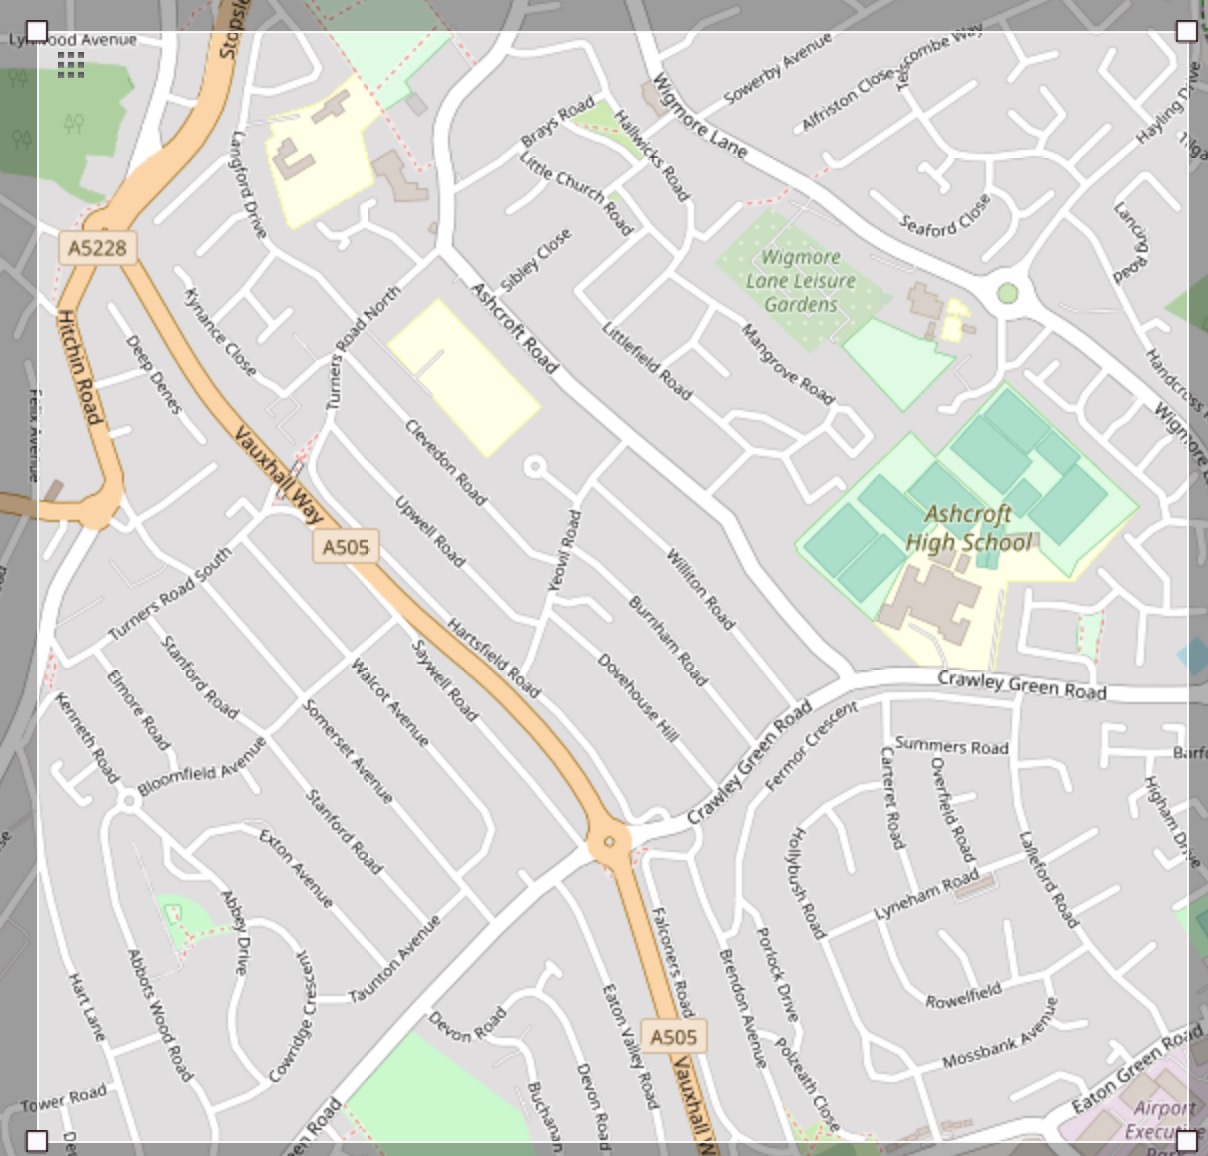 Lynwood Avenue
Sowerby Avenue
Telscombe Way
Alfriston Close
Wigmore Lane
Hayling Drive
Brays Road
Hallwicks Road
Langford Drive
Little Church Road
Seaford Close
Lancing Road
A5228
Sibley Close
Wigmore
Lane Leisure
Gardens
Kynance Close
Turners Road North
Ashcroft Road
Hitchin Road
Deep Denes
Littlefield Road
Mangrove Road
Handcross
Felix Avenue
Vauxhall Way
Clevedon Road
Wigmore
Upwell Road
Ashcroft
High School
A505
Yeovil Road
Williton Road
Turners Road South
Hartsfield Road
Burnham Road
Stanford Road
Saywell Road
Dovehouse Hill
Elmore Road
Walcot Avenue
Crawley Green Road
Kenneth Road
Somerset Avenue
Crawley Green Road
Fermor Crescent
Bloomfield Avenue
Summers Road
Carteret Road
Overfield Road
Higham Drive
Stanford Road
Exton Avenue
Hollybush Road
Lalleford Road
Lyneham Road
Abbey Drive
Falconers Road
Taunton Avenue
Porlock Drive
Brendon Avenue
Abbots Wood Road
Cowridge Crescent
Hart Lane
Eaton Valley Road
Rowelfield
Devon Road
A505
Mossbank Avenue
Polzeath Close
Eaton Green Road
Vauxhall W
Devon Road
Buchanan
Tower Road
Airport
Executive
Park
een Road